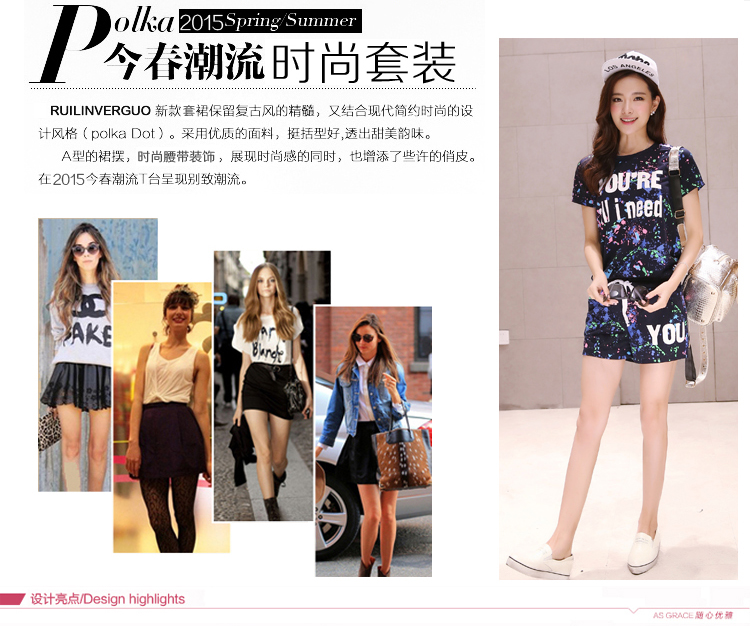 Polka 2015 Spring/Summer
今春潮流时尚套装
RUILINVERGUO 新款套裙保留复古风的精髓，又结合现代简约时尚的设
计风格（polka Dot）。采用优质的面料，挺括型好,透出甜美韵味。
A型的裙摆，时尚腰带装饰，展现时尚感的同时，也增添了些许的俏皮。
在2015今春潮流T台呈现别致潮流。
LOS ANGELES
YOU'RE
i need
YOU
CAKE
Blanche
设计亮点/Design highlights
AS GRACE 随心优雅